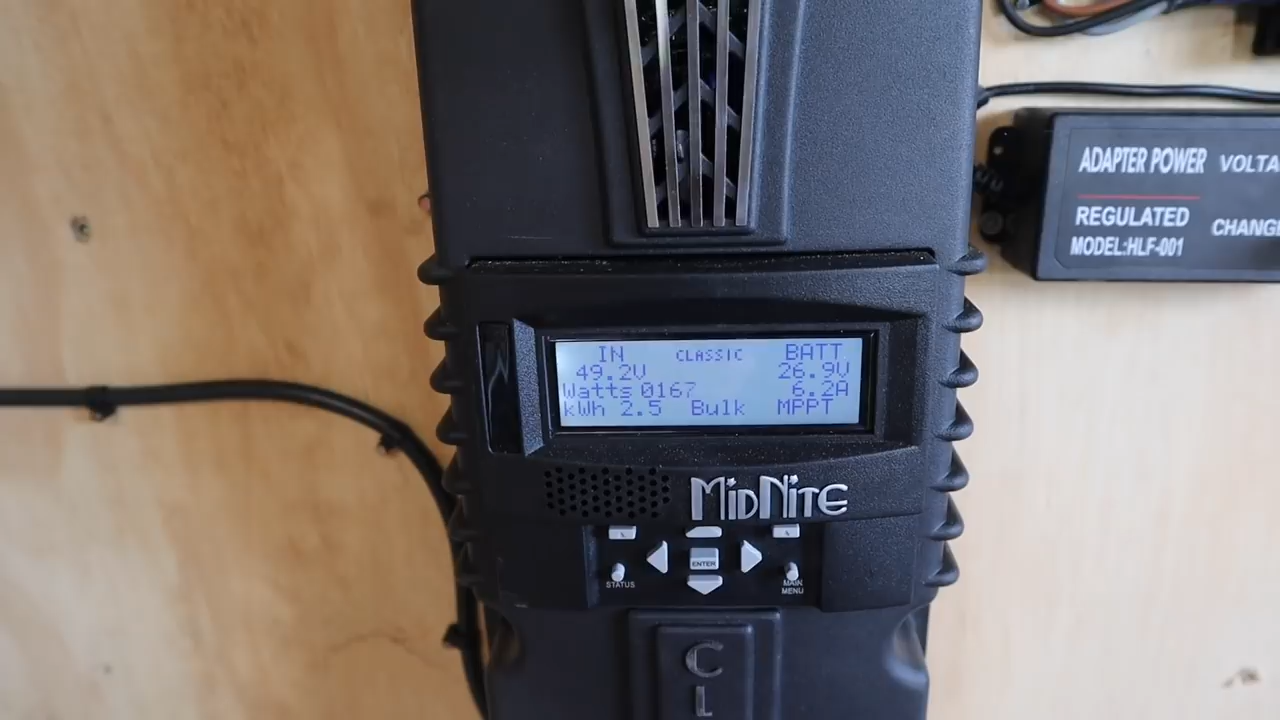 ADAPTER POWER VOLTA
REGULATED CHANGE
MODEL:HLF-001
IN CLASSIC BATT
49.2V 26.9V
Watts 0167 6.2A
kWh 2.5 Bulk MPPT
MIDNITE
ENTER
STATUS
MAIN
MENU
C
L